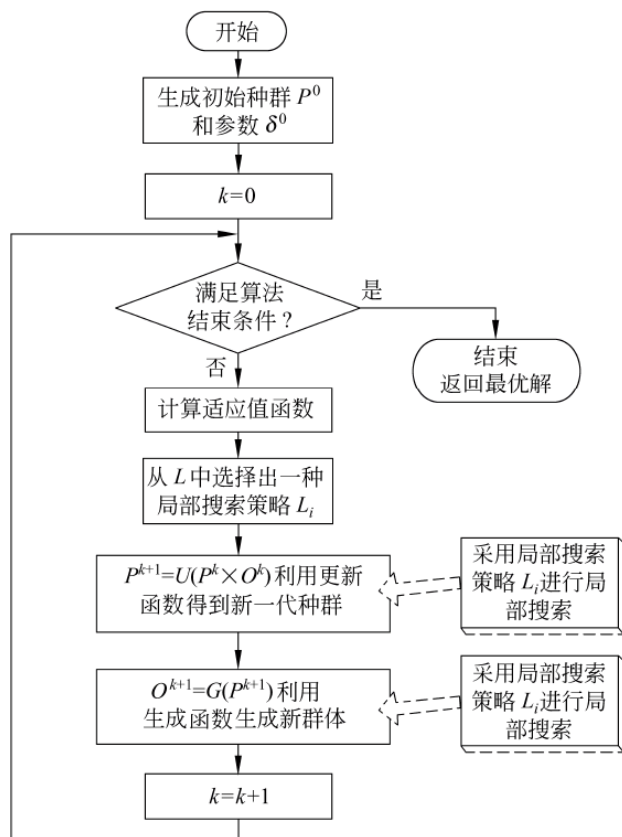 开始
生成初始种群 P⁰
和参数 δ⁰
k=0
满足算法
结束条件？
是
否
结束
返回最优解
计算适应值函数
从 L 中选择出一种
局部搜索策略 Lᵢ
Pᵏ⁺¹=U(Pᵏ×Oᵏ)利用更新
函数得到新一代种群
采用局部搜索
策略 Lᵢ进行局
部搜索
Oᵏ⁺¹=G(Pᵏ⁺¹)利用
生成函数生成新群体
采用局部搜索
策略 Lᵢ进行局
部搜索
k=k+1